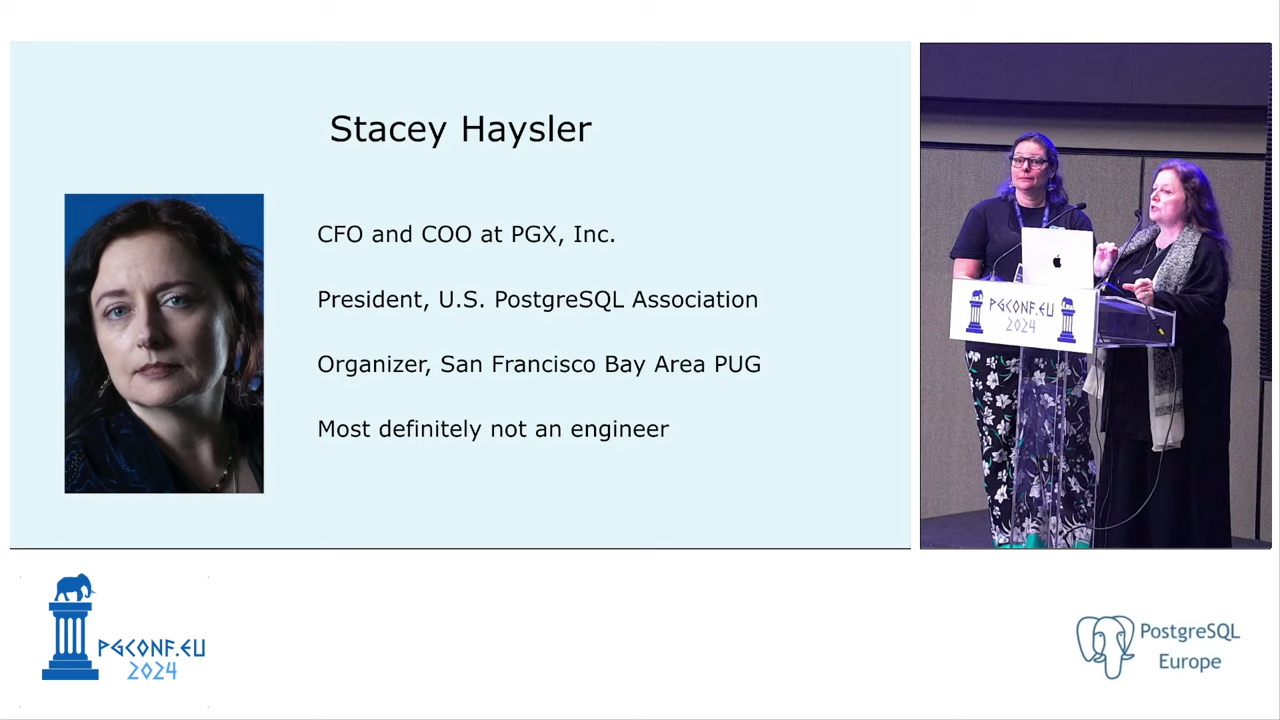 Stacey Haysler
CFO and COO at PGX, Inc.
President, U.S. PostgreSQL Association
Organizer, San Francisco Bay Area PUG
Most definitely not an engineer
PGCONF.EU
2024
PGCONF.EU
2024
PostgreSQL
Europe